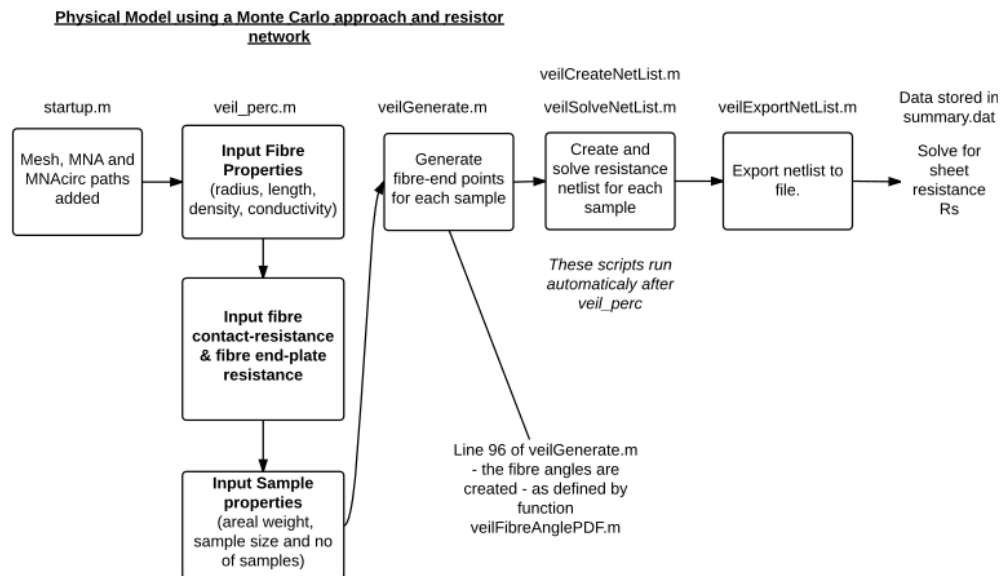 Physical Model using a Monte Carlo approach and resistor
network
startup.m
Mesh, MNA and
MNAcirc paths
added
veil_perc.m
Input Fibre
Properties
(radius, length,
density, conductivity)
Input fibre
contact-resistance
& fibre end-plate
resistance
Input Sample
properties
(areal weight,
sample size and no
of samples)
veilGenerate.m
Generate
fibre-end points
for each sample
Line 96 of veilGenerate.m
- the fibre angles are
created - as defined by
function
veilFibreAnglePDF.m
veilCreateNetList.m
veilSolveNetList.m
Create and
solve resistance
netlist for each
sample
These scripts run
automaticaly after
veil_perc
veilExportNetList.m
Export netlist to
file.
Data stored in
summary.dat
Solve for
sheet
resistance
Rs